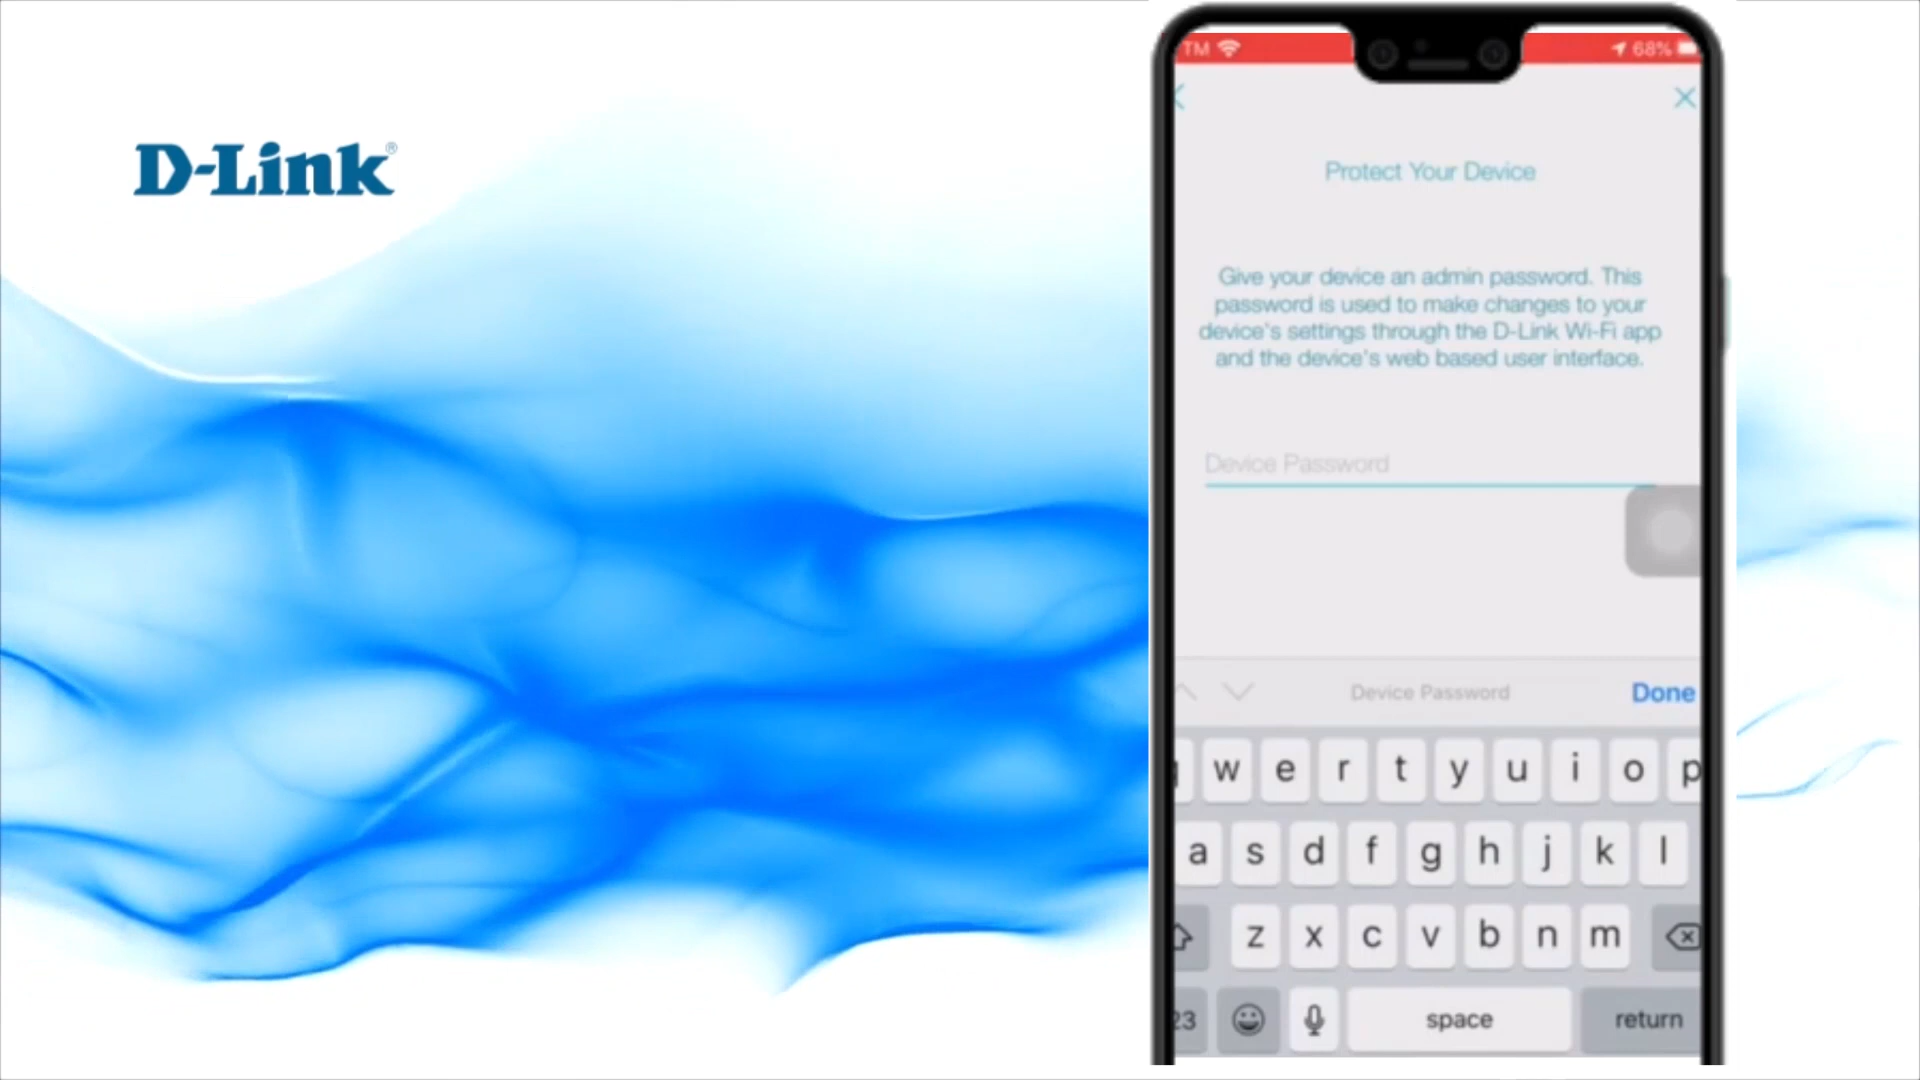 D-Link®
TM 68%
Protect Your Device
Give your device an admin password. This
password is used to make changes to your
device's settings through the D-Link Wi-Fi app
and the device's web based user interface.
Device Password
Device Password Done
w e r t y u i o p
a s d f g h j k l
z x c v b n m
23 space return